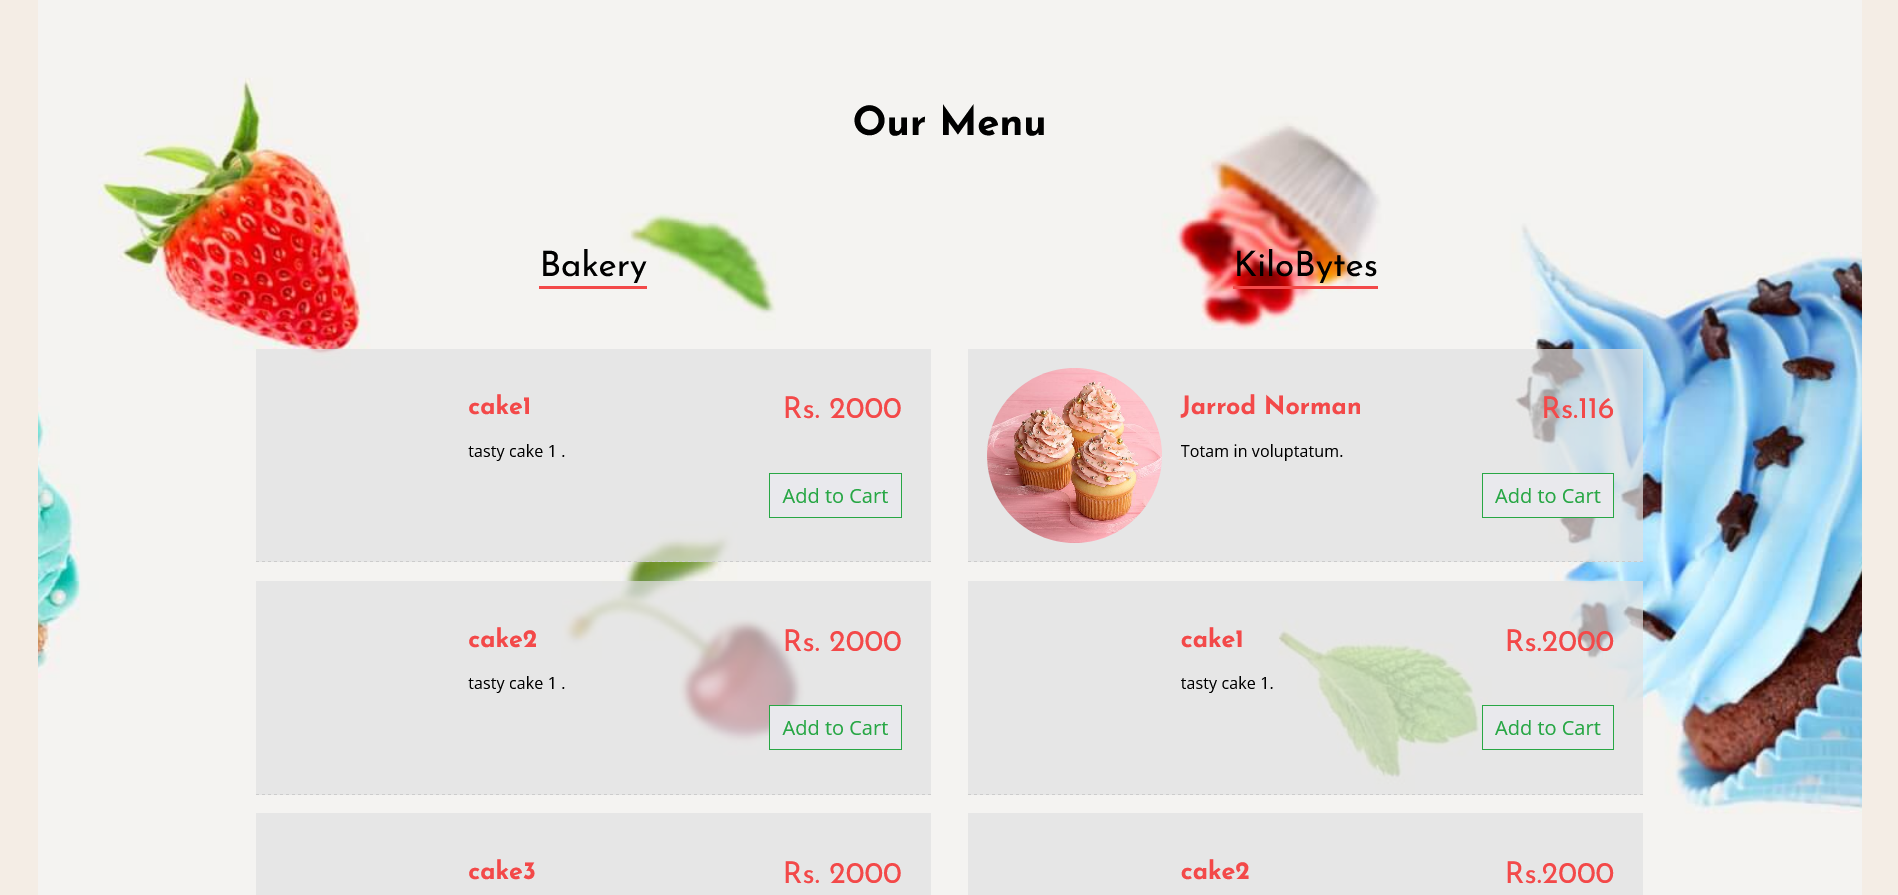 Our Menu
Bakery
cake1
Rs. 2000
tasty cake 1 .
Add to Cart
cake2
Rs. 2000
tasty cake 1 .
Add to Cart
cake3
Rs. 2000
KiloBytes
Jarrod Norman
Rs.116
Totam in voluptatum.
Add to Cart
cake1
Rs.2000
tasty cake 1.
Add to Cart
cake2
Rs.2000